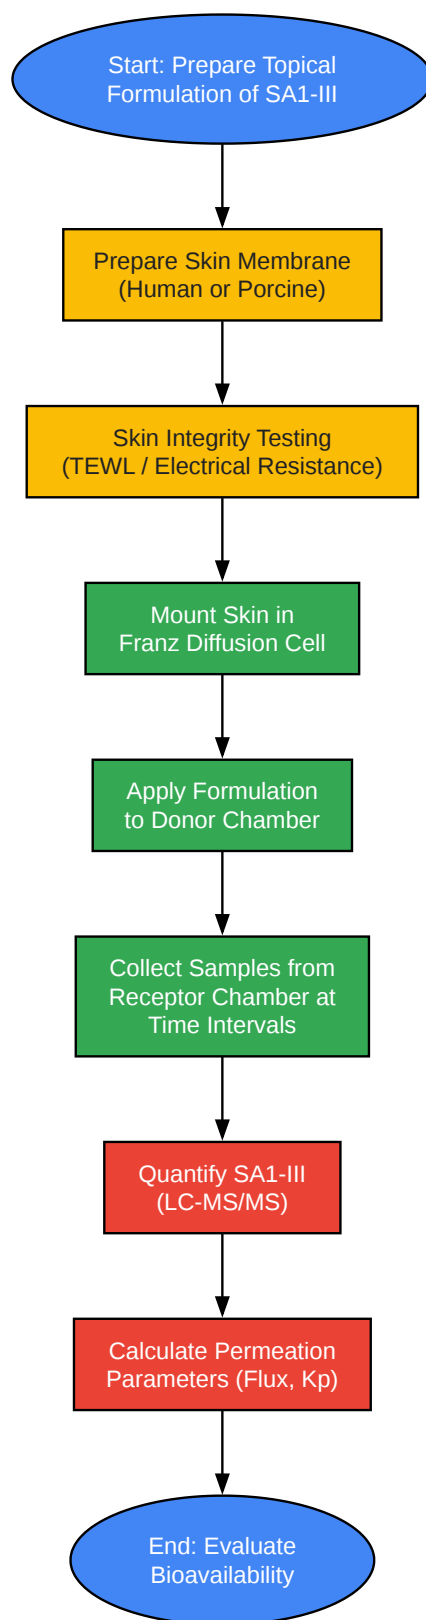 Start: Prepare Topical
Formulation of SA1-III
Prepare Skin Membrane
(Human or Porcine)
Skin Integrity Testing
(TEWL / Electrical Resistance)
Mount Skin in
Franz Diffusion Cell
Apply Formulation
to Donor Chamber
Collect Samples from
Receptor Chamber at
Time Intervals
Quantify SA1-III
(LC-MS/MS)
Calculate Permeation
Parameters (Flux, Kp)
End: Evaluate
Bioavailability